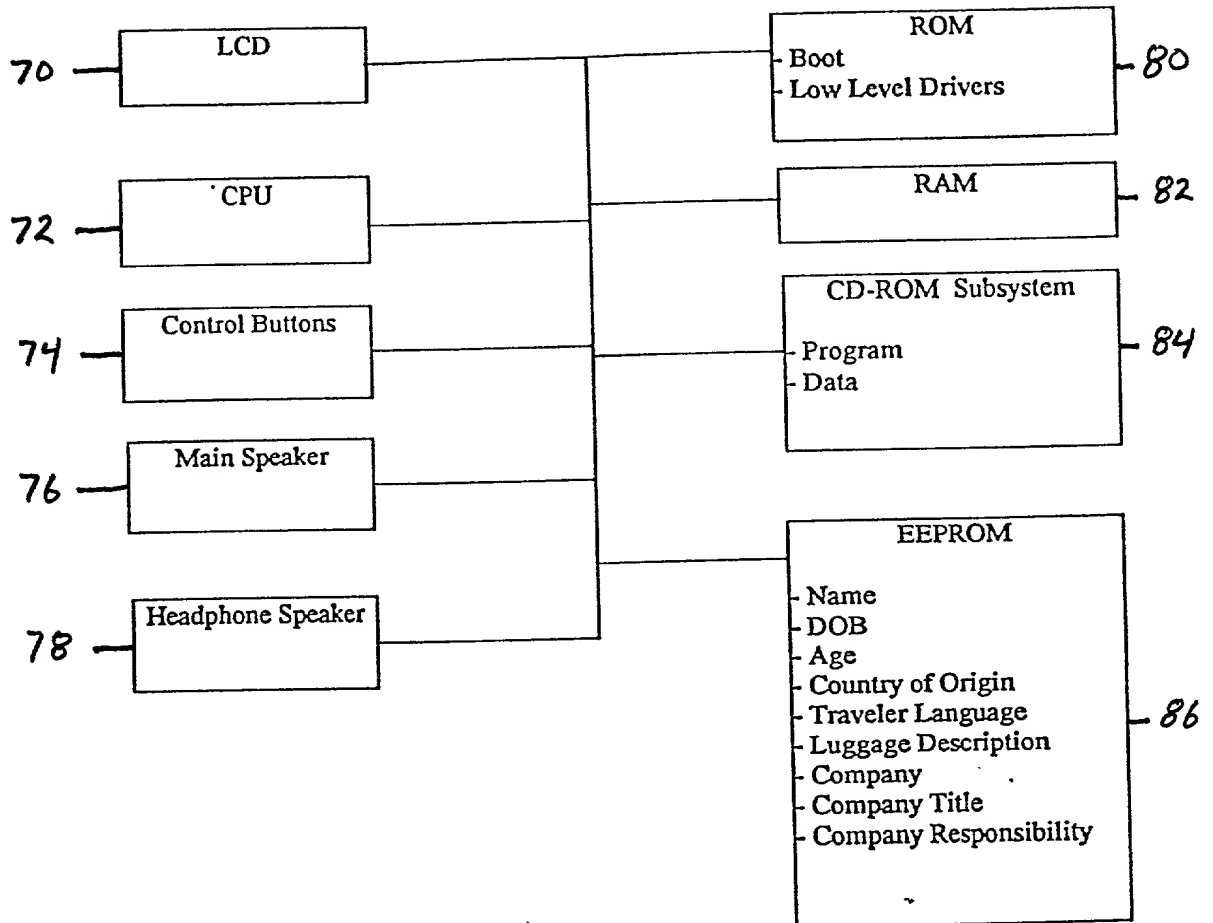 LCD
70
CPU
72
Control Buttons
74
Main Speaker
76
Headphone Speaker
78
ROM
- Boot
- Low Level Drivers
80
RAM
82
CD-ROM Subsystem
- Program
- Data
84
EEPROM
- Name
- DOB
- Age
- Country of Origin
- Traveler Language
- Luggage Description
- Company
- Company Title
- Company Responsibility
86